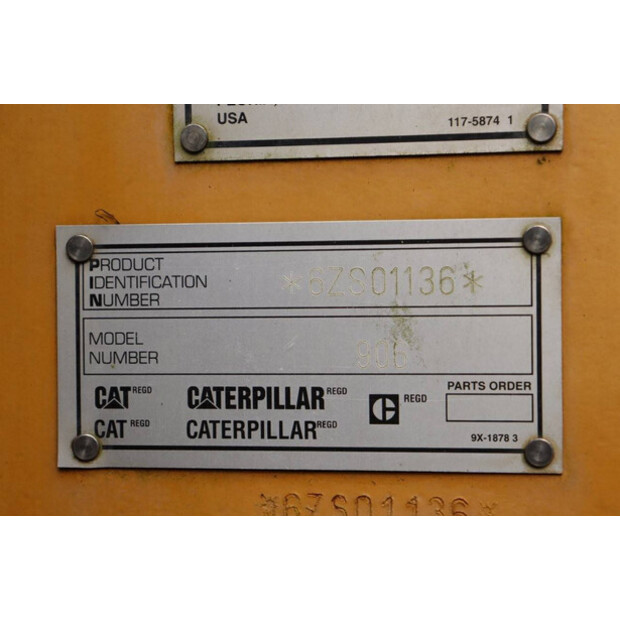 USA
117-5874 1
PRODUCT
IDENTIFICATION
NUMBER
*6ZS01136*
MODEL
NUMBER
CAT REGD CATERPILLAR REGD C REGD
PARTS ORDER
CAT REGD CATERPILLAR REGD
9X-1878 3
*6ZS01136*